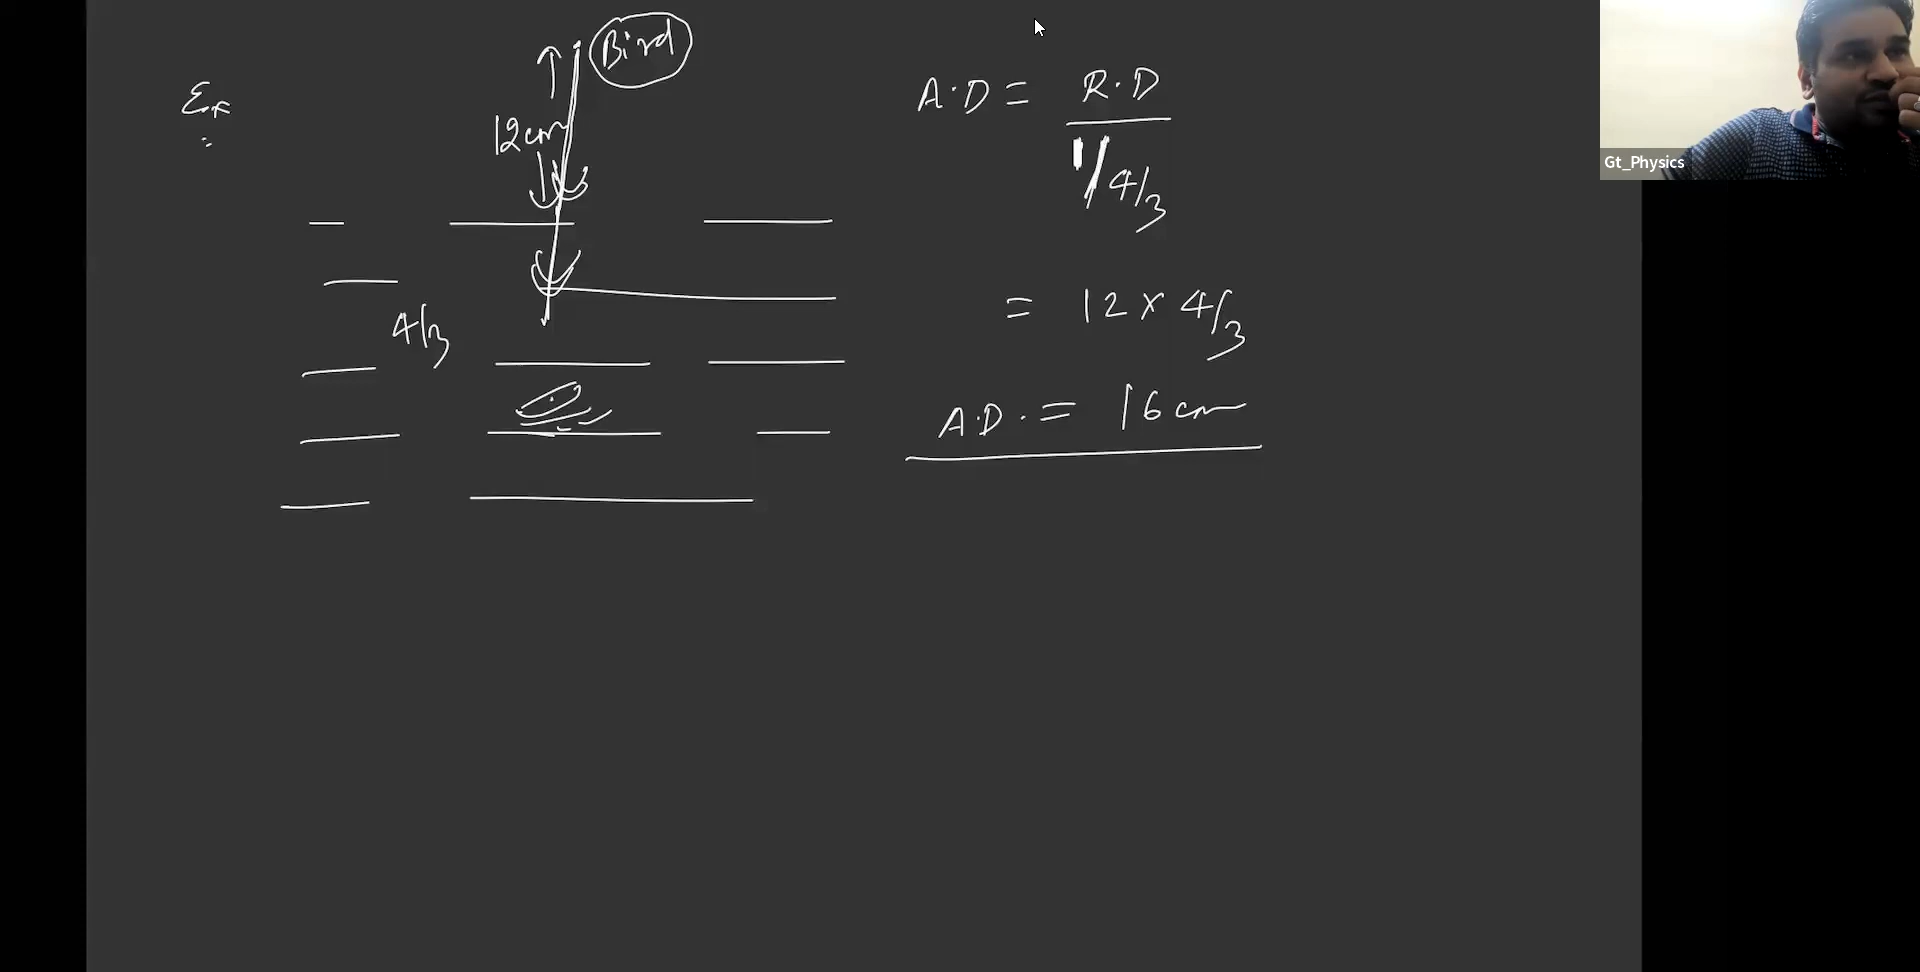 Ex
Bird
12cm
4/3
A.D = R.D
1/4/3
= 12 x 4/3
A.D. = 16 cm
Gt_Physics